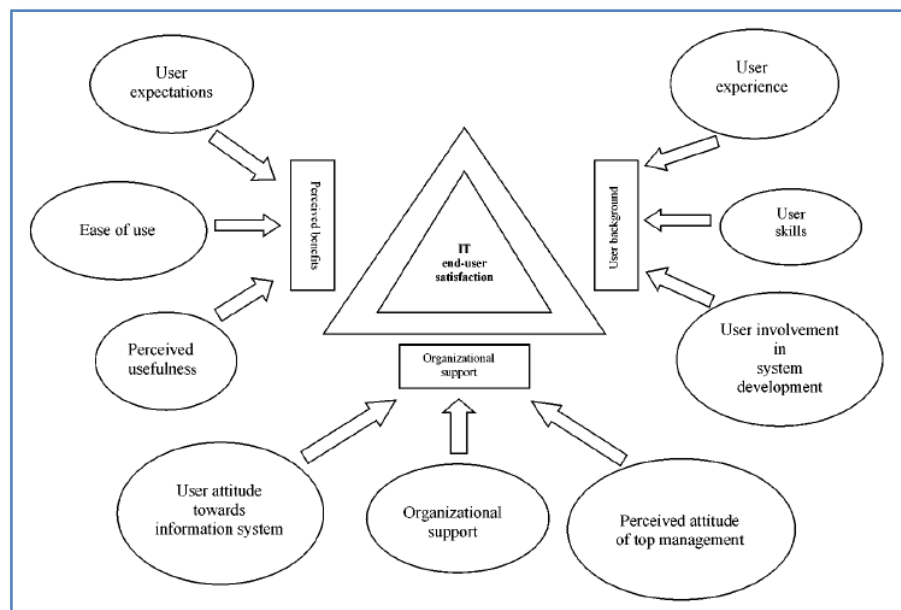 User
expectations
User
experience
Perceived benefits
User background
Ease of use
User
skills
IT
end-user
satisfaction
Perceived
usefulness
User involvement
in
system
development
Organizational
support
User attitude
towards
information system
Organizational
support
Perceived attitude
of top management